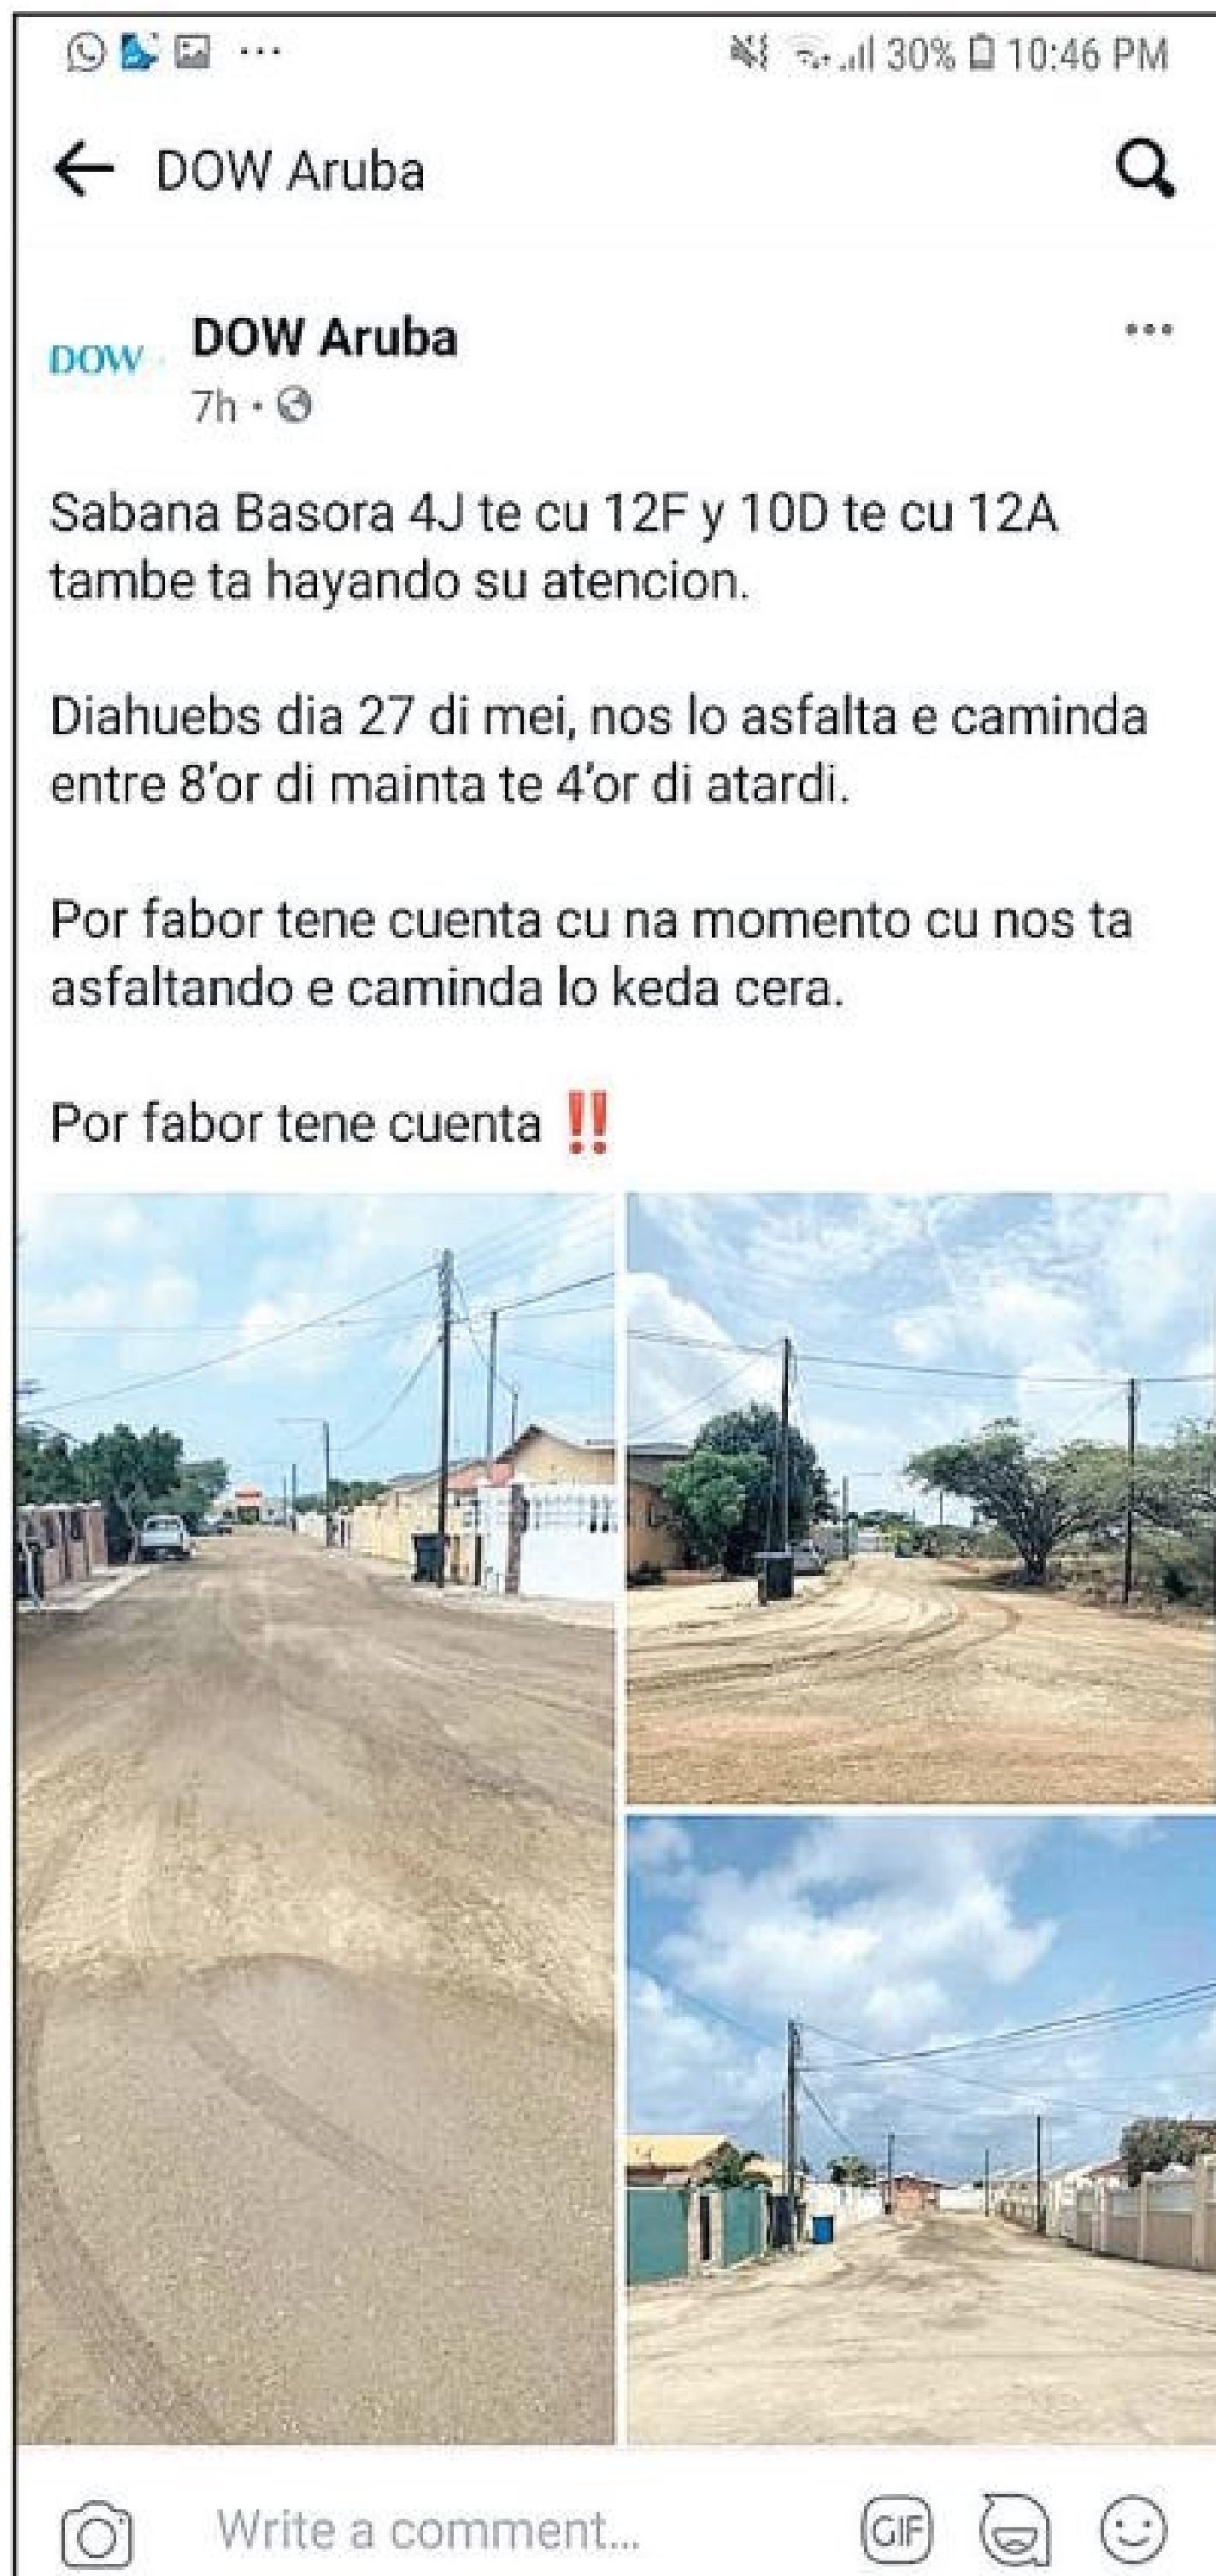 30% 10:46 PM
DOW Aruba
DOW
DOW Aruba
7h ·
Sabana Basora 4J te cu 12F y 10D te cu 12A
tambe ta hayando su atencion.
Diahuebs dia 27 di mei, nos lo asfalta e caminda
entre 8'or di mainta te 4'or di atardi.
Por fabor tene cuenta cu na momento cu nos ta
asfaltando e caminda lo keda cera.
Por fabor tene cuenta ‼️
Write a comment...
GIF